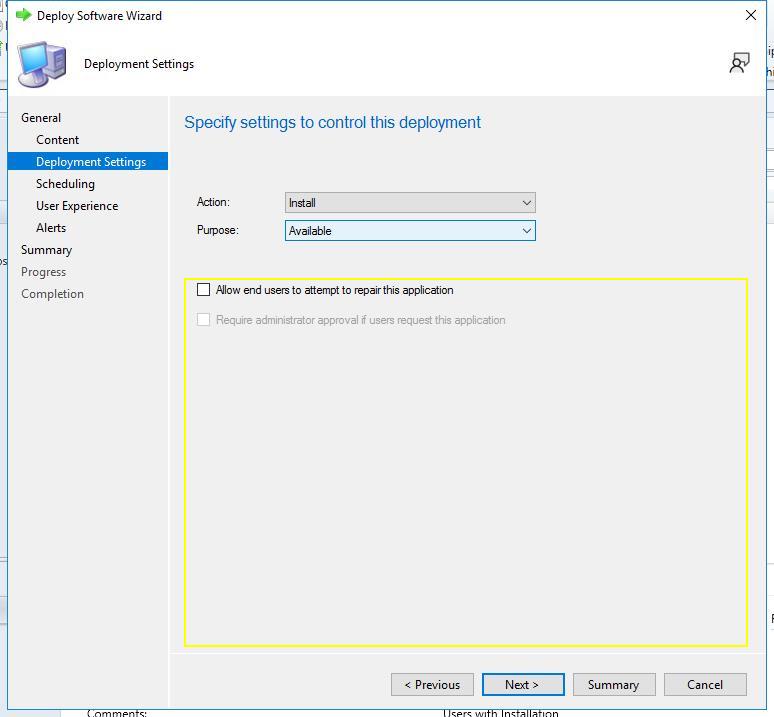 Deploy Software Wizard
Deployment Settings
General
Content
Deployment Settings
Scheduling
User Experience
Alerts
Summary
Progress
Completion
Specify settings to control this deployment
Action: Install
Purpose: Available
Allow end users to attempt to repair this application
Require administrator approval if users request this application
< Previous Next > Summary Cancel
Comments: Users with Installation